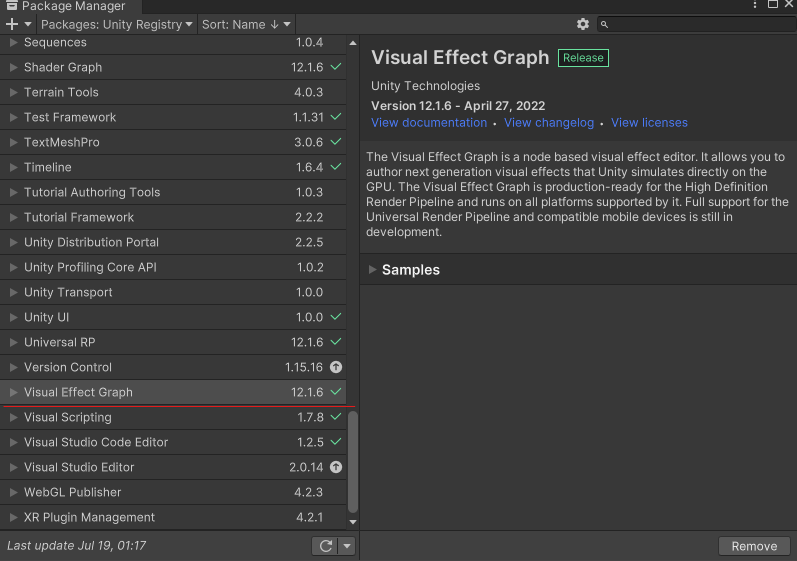 Package Manager
Packages: Unity Registry
Sort: Name ↓
Sequences 1.0.4
Shader Graph 12.1.6
Terrain Tools 4.0.3
Test Framework 1.1.31
TextMeshPro 3.0.6
Timeline 1.6.4
Tutorial Authoring Tools 1.0.3
Tutorial Framework 2.2.2
Unity Distribution Portal 2.2.5
Unity Profiling Core API 1.0.2
Unity Transport 1.0.0
Unity UI 1.0.0
Universal RP 12.1.6
Version Control 1.15.16
Visual Effect Graph 12.1.6
Visual Scripting 1.7.8
Visual Studio Code Editor 1.2.5
Visual Studio Editor 2.0.14
WebGL Publisher 4.2.3
XR Plugin Management 4.2.1
Last update Jul 19, 01:17
Visual Effect Graph Release
Unity Technologies
Version 12.1.6 - April 27, 2022
View documentation • View changelog • View licenses
The Visual Effect Graph is a node based visual effect editor. It allows you to
author next generation visual effects that Unity simulates directly on the
GPU. The Visual Effect Graph is production-ready for the High Definition
Render Pipeline and runs on all platforms supported by it. Full support for the
Universal Render Pipeline and compatible mobile devices is still in
development.
Samples
Remove